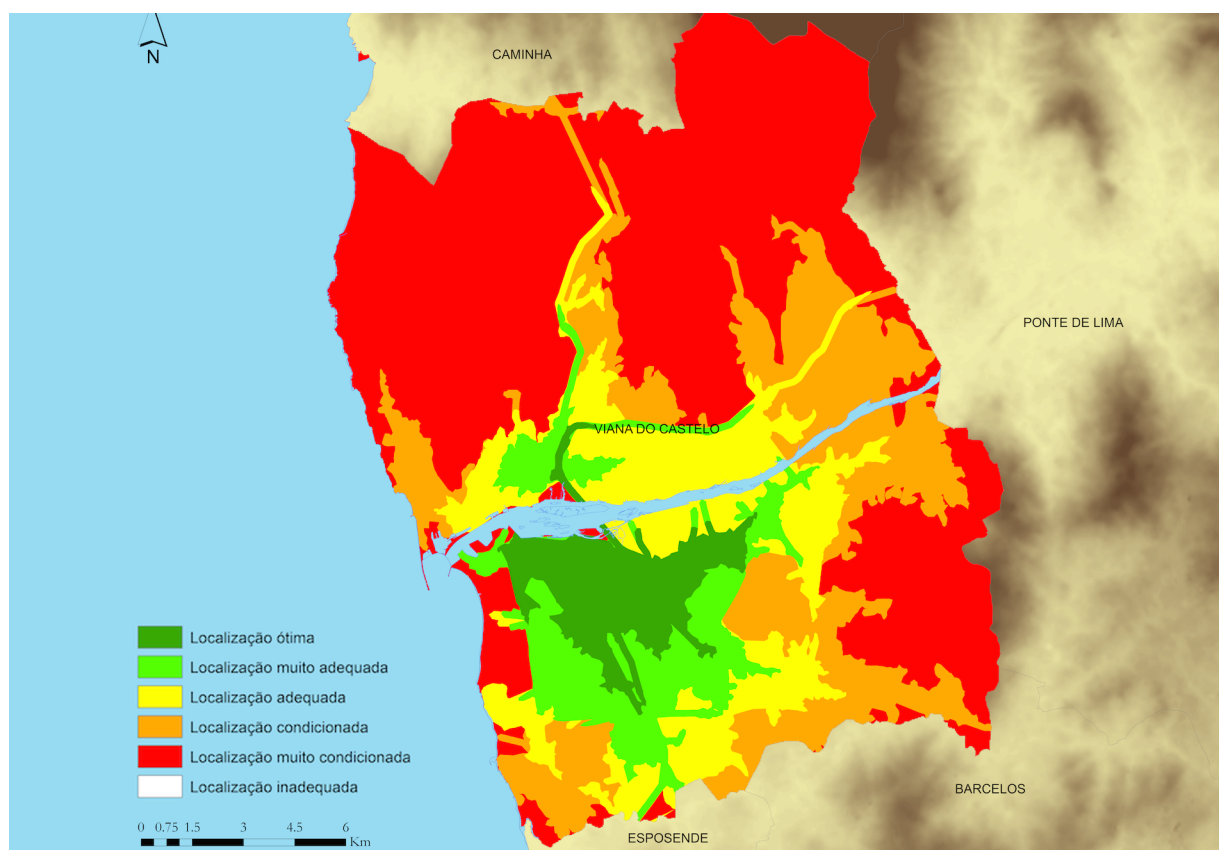 N
CAMINHA
PONTE DE LIMA
VIANA DO CASTELO
Localização ótima
Localização muito adequada
Localização adequada
Localização condicionada
Localização muito condicionada
Localização inadequada
BARCELOS
0 0.75 1.5 3 4.5 6
Km
ESPOSENDE